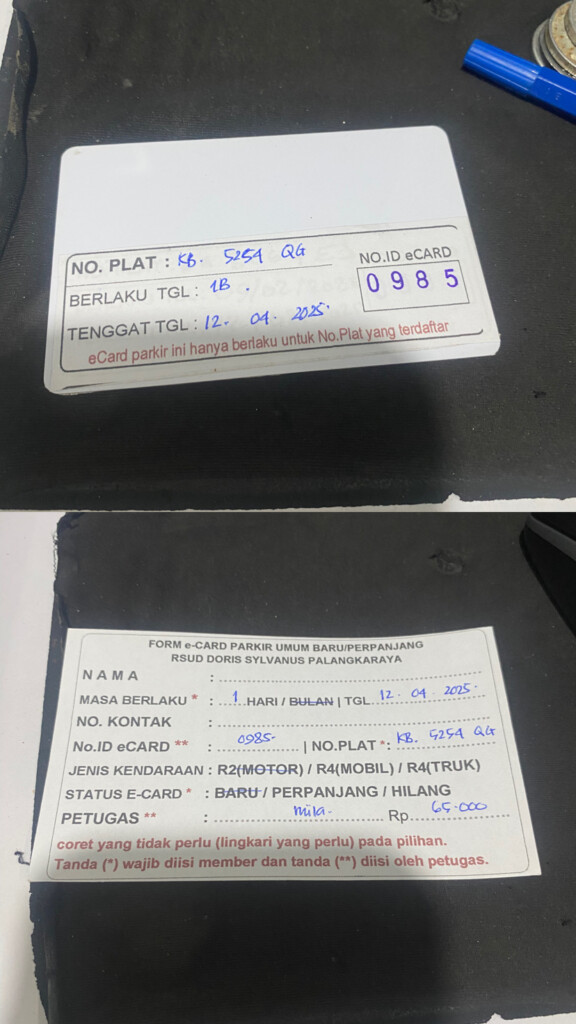 NO. PLAT : KB. 5254 QG
NO.ID eCARD
0985
BERLAKU TGL : 1B .
TENGGAT TGL : 12. 04. 2025.
eCard parkir ini hanya berlaku untuk No.Plat yang terdaftar
FORM e-CARD PARKIR UMUM BARU/PERPANJANG
RSUD DORIS SYLVANUS PALANGKARAYA
NAMA :
MASA BERLAKU * : 1 HARI / BULAN | TGL 12. 04. 2025.
NO. KONTAK :
No.ID eCARD ** : 0985. | NO.PLAT *: KB. 5254 QG
JENIS KENDARAAN : R2(MOTOR) / R4(MOBIL) / R4(TRUK)
STATUS E-CARD * : BARU / PERPANJANG / HILANG
PETUGAS ** : mila. Rp. 65.000
coret yang tidak perlu (lingkari yang perlu) pada pilihan.
Tanda (*) wajib diisi member dan tanda (**) diisi oleh petugas.